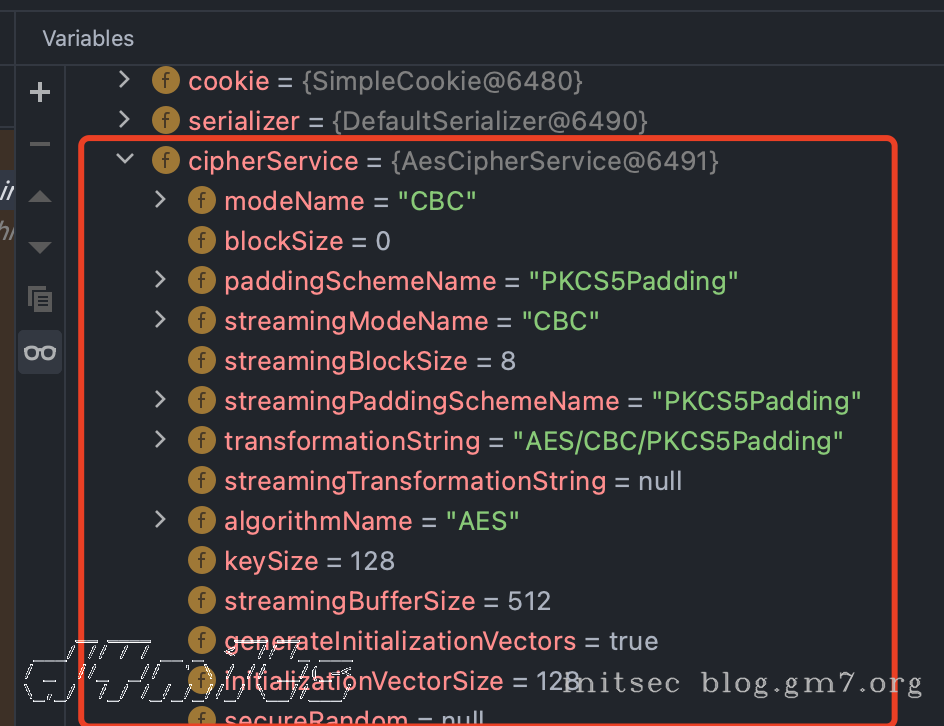 Variables
f cookie = {SimpleCookie@6480}
f serializer = {DefaultSerializer@6490}
in
f cipherService = {AesCipherService@6491}
f modeName = "CBC"
f blockSize = 0
f paddingSchemeName = "PKCS5Padding"
f streamingModeName = "CBC"
f streamingBlockSize = 8
f streamingPaddingSchemeName = "PKCS5Padding"
f transformationString = "AES/CBC/PKCS5Padding"
f streamingTransformationString = null
f algorithmName = "AES"
f keySize = 128
f streamingBufferSize = 512
f generateInitializationVectors = true
f initializationVectorSize = 128
blog.gm7.org
f secureRandom = null